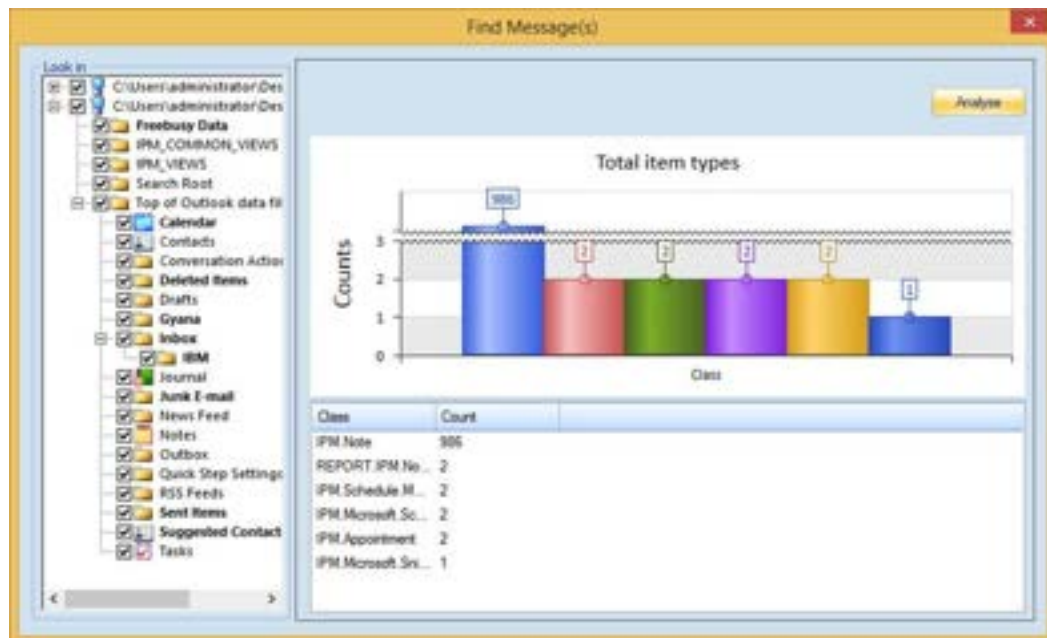 Find Message(s)
Look in
C:\Users\administrator\Des
C:\Users\administrator\Des
Freebusy Data
IPM_COMMON_VIEWS
IPM_VIEWS
Search Root
Top of Outlook data fil
Calendar
Contacts
Conversation Action
Deleted Items
Drafts
Gyana
Inbox
IBM
Journal
Junk E-mail
News Feed
Notes
Outbox
Quick Step Settings
RSS Feeds
Sent Items
Suggested Contact
Tasks
Analyse
Total item types
Counts
3
2
1
0
986
2
2
2
2
1
Class
Class Count
IPM.Note 986
REPORT.IPM.No... 2
IPM.Schedule.M... 2
IPM.Microsoft.Sc... 2
IPM.Appointment 2
IPM.Microsoft.Sni... 1